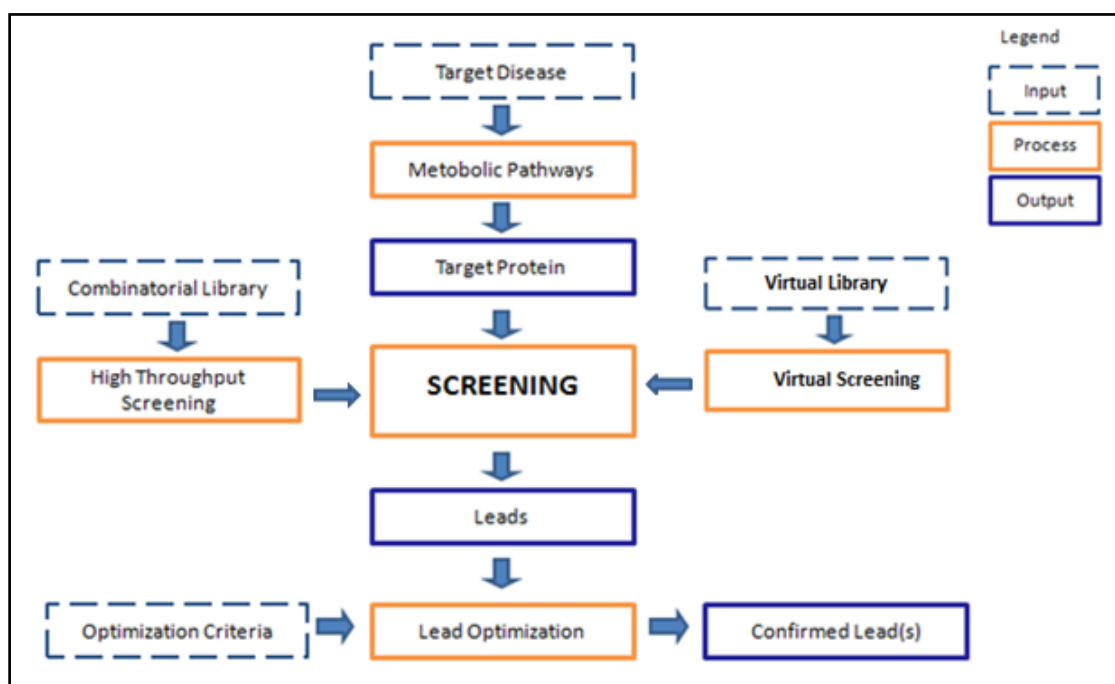 Legend
Target Disease
Input
Metobolic Pathways
Process
Output
Target Protein
Combinatorial Library
Virtual Library
High Throughput
Screening
SCREENING
Virtual Screening
Leads
Optimization Criteria
Lead Optimization
Confirmed Lead(s)